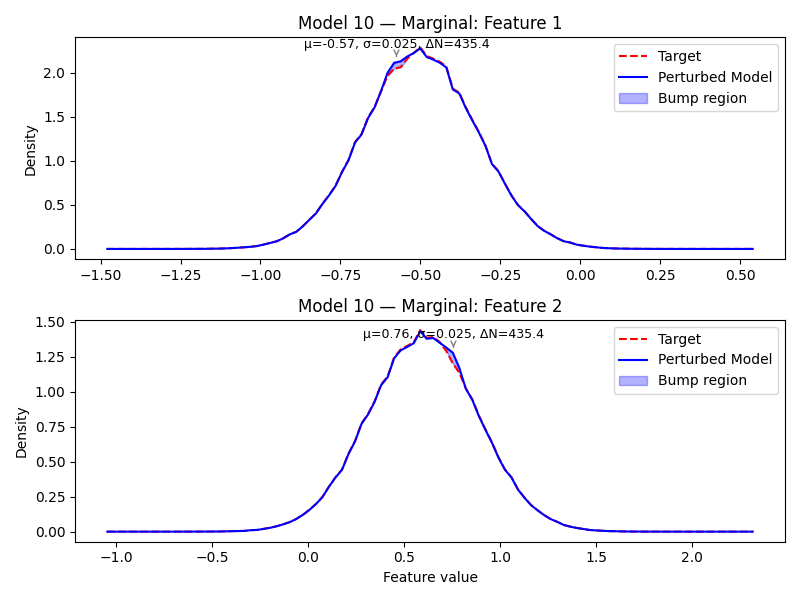 Model 10 — Marginal: Feature 1
μ=-0.57, σ=0.025, ΔN=435.4
Target
Perturbed Model
Bump region
Density
2.0
1.5
1.0
0.5
0.0
−1.50
−1.25
−1.00
−0.75
−0.50
−0.25
0.00
0.25
0.50
Model 10 — Marginal: Feature 2
μ=0.76, σ=0.025, ΔN=435.4
Target
Perturbed Model
Bump region
Density
1.50
1.25
1.00
0.75
0.50
0.25
0.00
−1.0
−0.5
0.0
0.5
1.0
1.5
2.0
Feature value